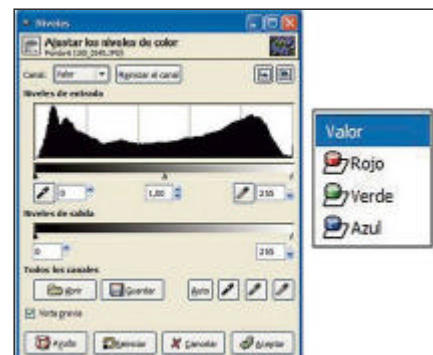 Niveles
Ajustar los niveles de color
Canal: Valor Reiniciar el canal
Niveles de entrada
0 1,00 255
Niveles de salida
0 255
Todos los canales
Abrir Guardar Auto
Vista previa
Ayuda Reiniciar Cancelar Aceptar
Valor
Rojo
Verde
Azul